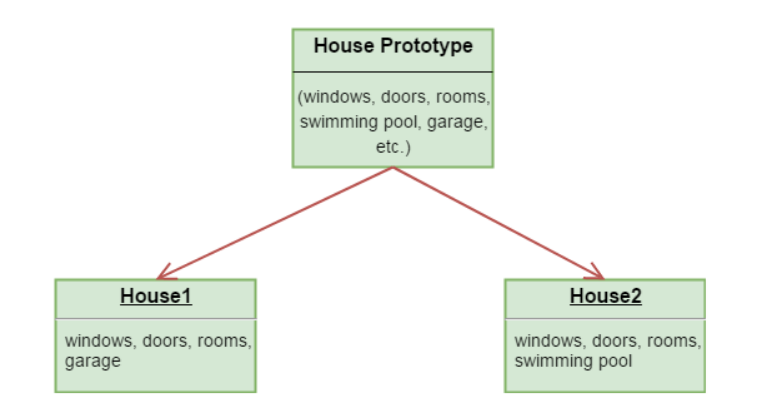 House Prototype
(windows, doors, rooms,
swimming pool, garage,
etc.)
House1
windows, doors, rooms,
garage
House2
windows, doors, rooms,
swimming pool